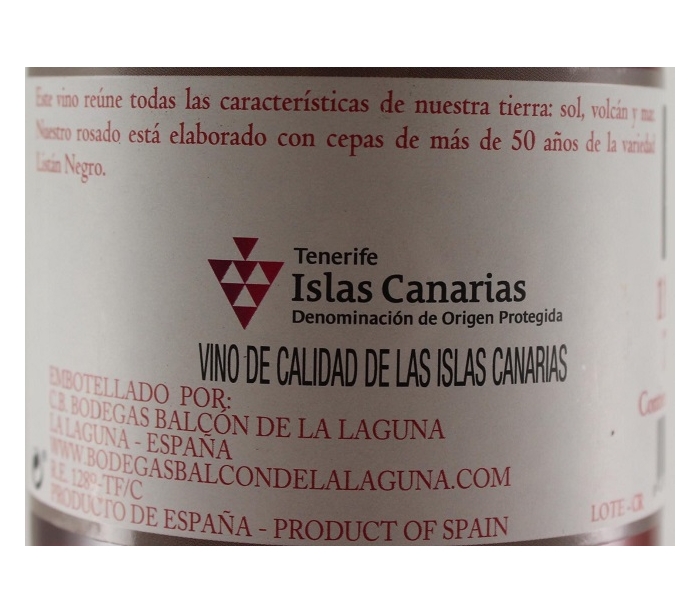 Este vino reúne todas las características de nuestra tierra: sol, volcán y mar.
Nuestro rosado está elaborado con cepas de más de 50 años de la variedad
Listán Negro.
Tenerife
Islas Canarias
Denominación de Origen Protegida
VINO DE CALIDAD DE LAS ISLAS CANARIAS
EMBOTELLADO POR:
C.B. BODEGAS BALCÓN DE LA LAGUNA
LA LAGUNA - ESPAÑA
WWW.BODEGASBALCONDELALAGUNA.COM
R.E. 128º-TF/C
PRODUCTO DE ESPAÑA - PRODUCT OF SPAIN
LOTE - CR